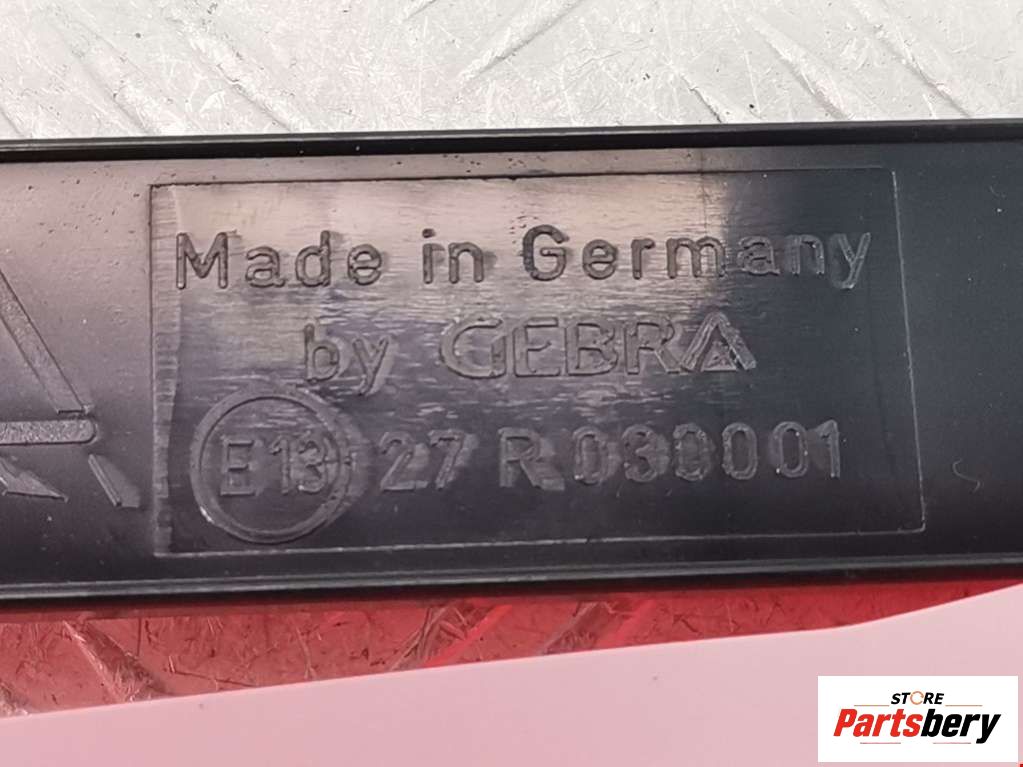 Made in Germany
by GEBRA
E13 27 R 030001
STORE
Partsbery